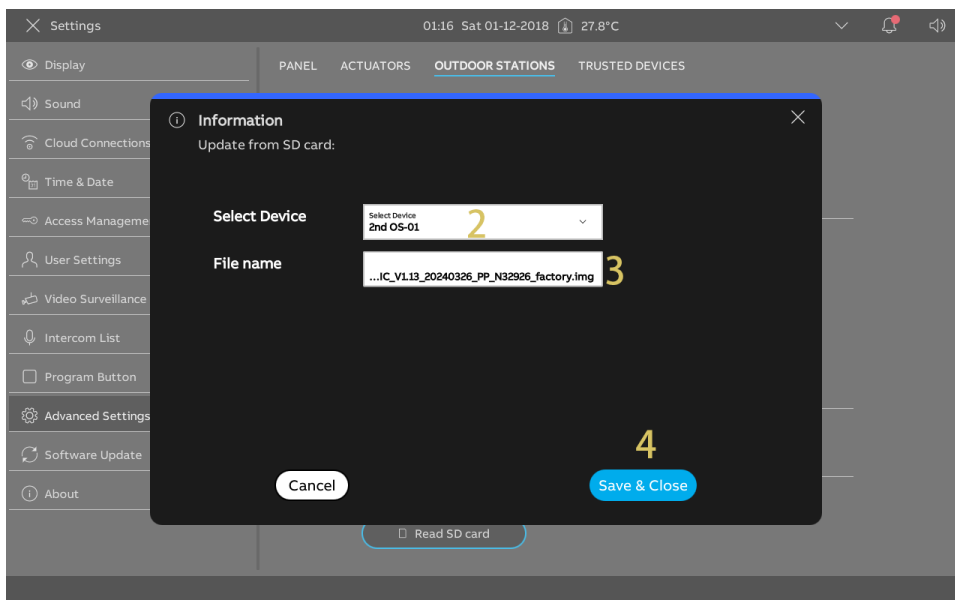 Settings
01:16 Sat 01-12-2018 27.8°C
Display
PANEL ACTUATORS OUTDOOR STATIONS TRUSTED DEVICES
Sound
Information
Update from SD card:
Cloud Connections
Time & Date
Access Manageme
User Settings
Video Surveillance
Intercom List
Program Button
Advanced Settings
Software Update
About
Select Device
Select Device
2nd OS-01
2
File name
...IC_V1.13_20240326_PP_N32926_factory.img
3
4
Cancel
Save & Close
Read SD card